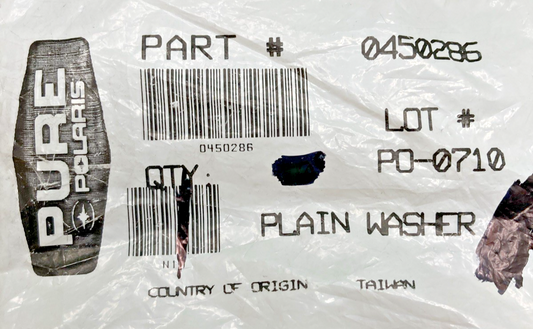 PURE
POLARIS
PART # 0450286
0450286
LOT #
PO-0710
QTY.
PLAIN WASHER
COUNTRY OF ORIGIN TAIWAN